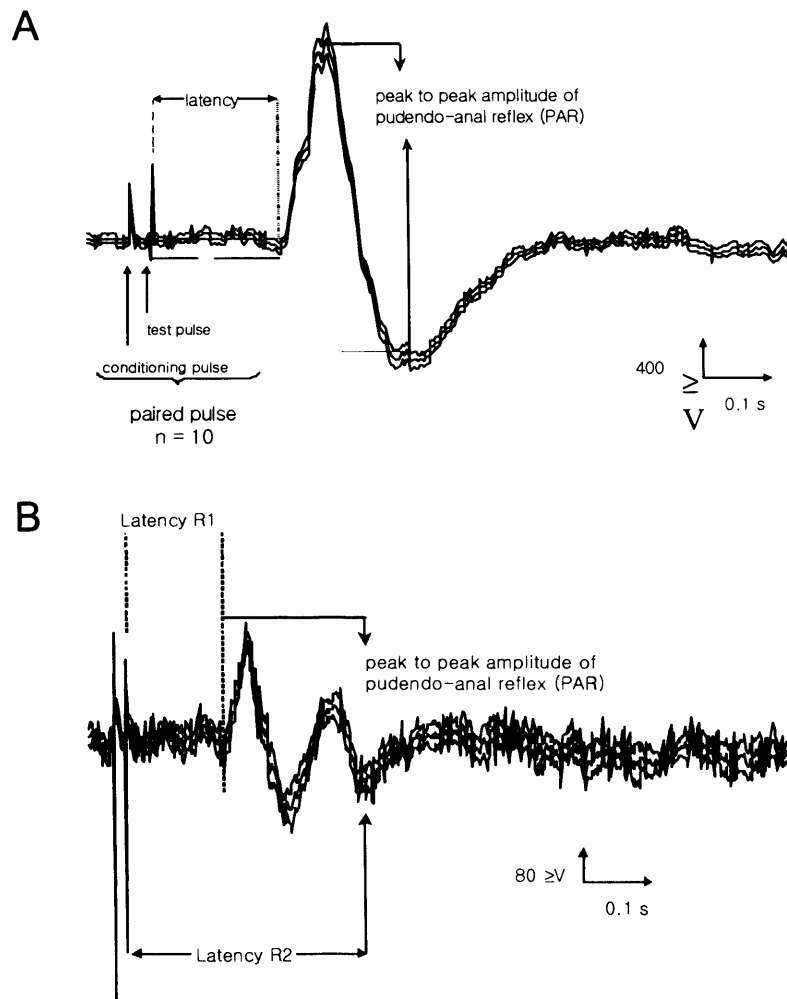 A
latency
peak to peak amplitude of
pudendo-anal reflex (PAR)
test pulse
conditioning pulse
paired pulse
n = 10
400
≥
V
0.1 s
B
Latency R1
peak to peak amplitude of
pudendo-anal reflex (PAR)
80 ≥V
0.1 s
Latency R2